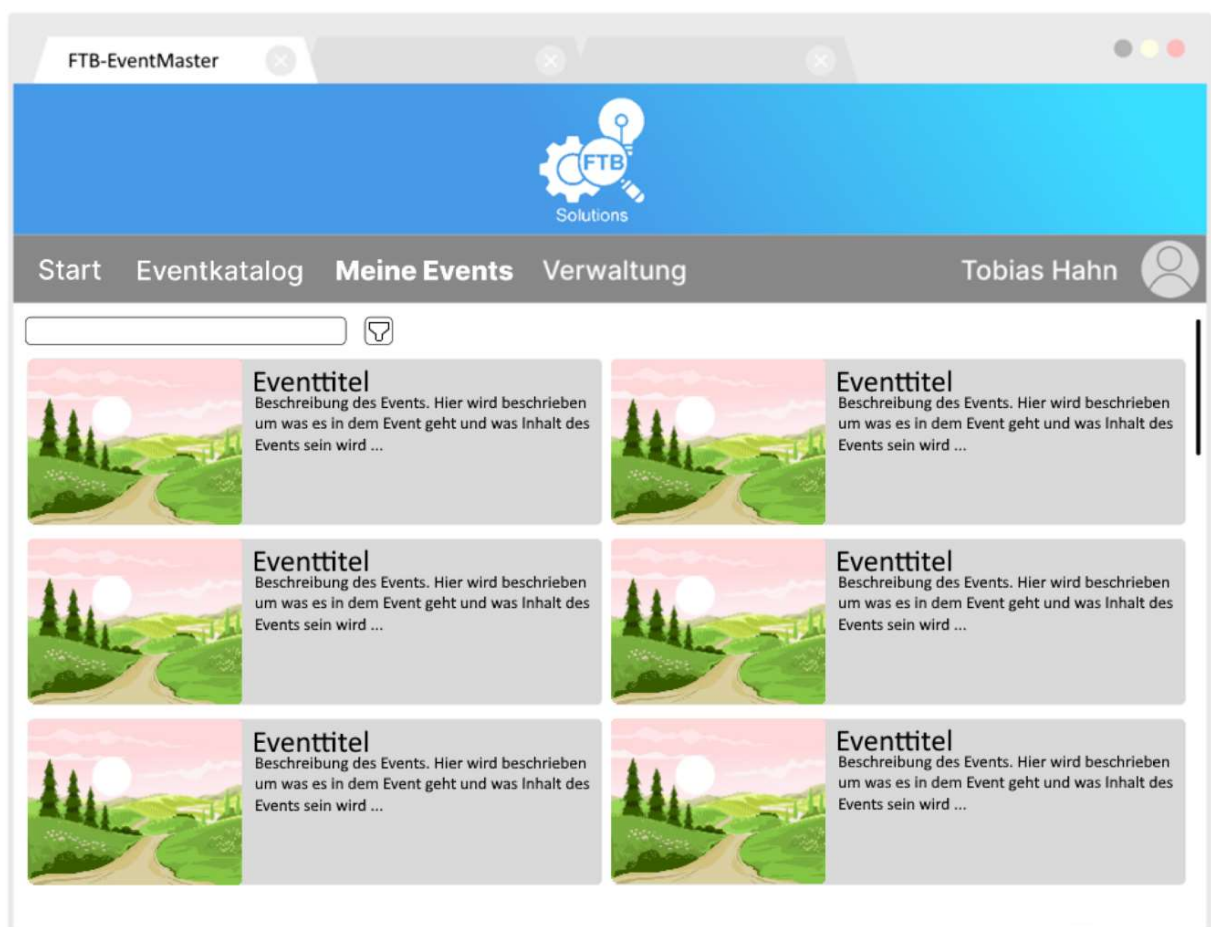 FTB-EventMaster
FTB
Solutions
Start Eventkatalog Meine Events Verwaltung Tobias Hahn
Eventtitel
Beschreibung des Events. Hier wird beschrieben
um was es in dem Event geht und was Inhalt des
Events sein wird ...
Eventtitel
Beschreibung des Events. Hier wird beschrieben
um was es in dem Event geht und was Inhalt des
Events sein wird ...
Eventtitel
Beschreibung des Events. Hier wird beschrieben
um was es in dem Event geht und was Inhalt des
Events sein wird ...
Eventtitel
Beschreibung des Events. Hier wird beschrieben
um was es in dem Event geht und was Inhalt des
Events sein wird ...
Eventtitel
Beschreibung des Events. Hier wird beschrieben
um was es in dem Event geht und was Inhalt des
Events sein wird ...
Eventtitel
Beschreibung des Events. Hier wird beschrieben
um was es in dem Event geht und was Inhalt des
Events sein wird ...